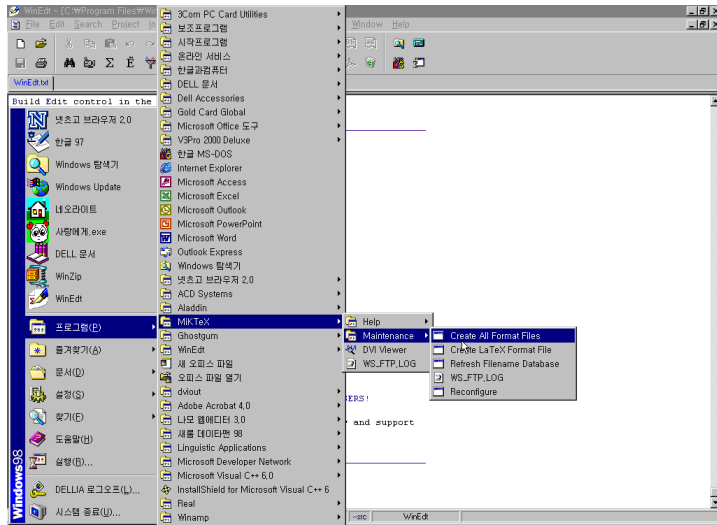 WinEdt - [C:\Program Files\Win
File Edit Search Project In
Window Help
WinEdt.txt
Build Edit control in the
넷츠고 브라우저 2,0
한글 97
Windows 탐색기
Windows Update
네오라이트
사랑에게,exe
DELL 문서
WinZip
WinEdt
프로그램(P)
즐겨찾기(A)
문서(D)
설정(S)
찾기(F)
도움말(H)
실행(R)...
DELLIA 로그오프(L)...
시스템 종료(U)...
Windows98
3Com PC Card Utilities
보조프로그램
시작프로그램
온라인 서비스
한글과컴퓨터
DELL 문서
Dell Accessories
Gold Card Global
Microsoft Office 도구
V3Pro 2000 Deluxe
한글 MS-DOS
Internet Explorer
Microsoft Access
Microsoft Excel
Microsoft Outlook
Microsoft PowerPoint
Microsoft Word
Outlook Express
Windows 탐색기
넷츠고 브라우저 2,0
ACD Systems
Aladdin
MiKTeX
Ghostgum
WinEdt
새 오피스 파일
오피스 파일 열기
dviout
Adobe Acrobat 4,0
나모 웹에디터 3,0
새롬 데이타맨 98
Linguistic Applications
Microsoft Developer Network
Microsoft Visual C++ 6,0
InstallShield for Microsoft Visual C++ 6
Real
Winamp
Help
Maintenance
DVI Viewer
WS_FTP,LOG
Create All Format Files
Create LaTeX Format File
Refresh Filename Database
WS_FTP,LOG
Reconfigure
SERS!
and support
--src
WinEdt